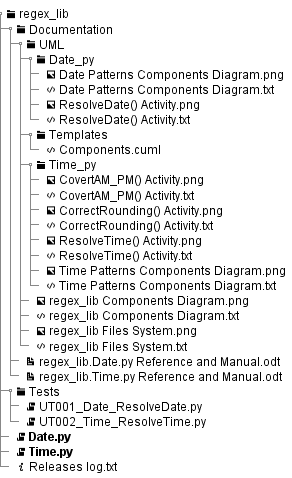 regex_lib
Documentation
UML
Date_py
Date Patterns Components Diagram.png
Date Patterns Components Diagram.txt
ResolveDate() Activity.png
ResolveDate() Activity.txt
Templates
Components.cuml
Time_py
CovertAM_PM() Activity.png
CovertAM_PM() Activity.txt
CorrectRounding() Activity.png
CorrectRounding() Activity.txt
ResolveTime() Activity.png
ResolveTime() Activity.txt
Time Patterns Components Diagram.png
Time Patterns Components Diagram.txt
regex_lib Components Diagram.png
regex_lib Components Diagram.txt
regex_lib Files System.png
regex_lib Files System.txt
regex_lib.Date.py Reference and Manual.odt
regex_lib.Time.py Reference and Manual.odt
Tests
UT001_Date_ResolveDate.py
UT002_Time_ResolveTime.py
Date.py
Time.py
Releases log.txt